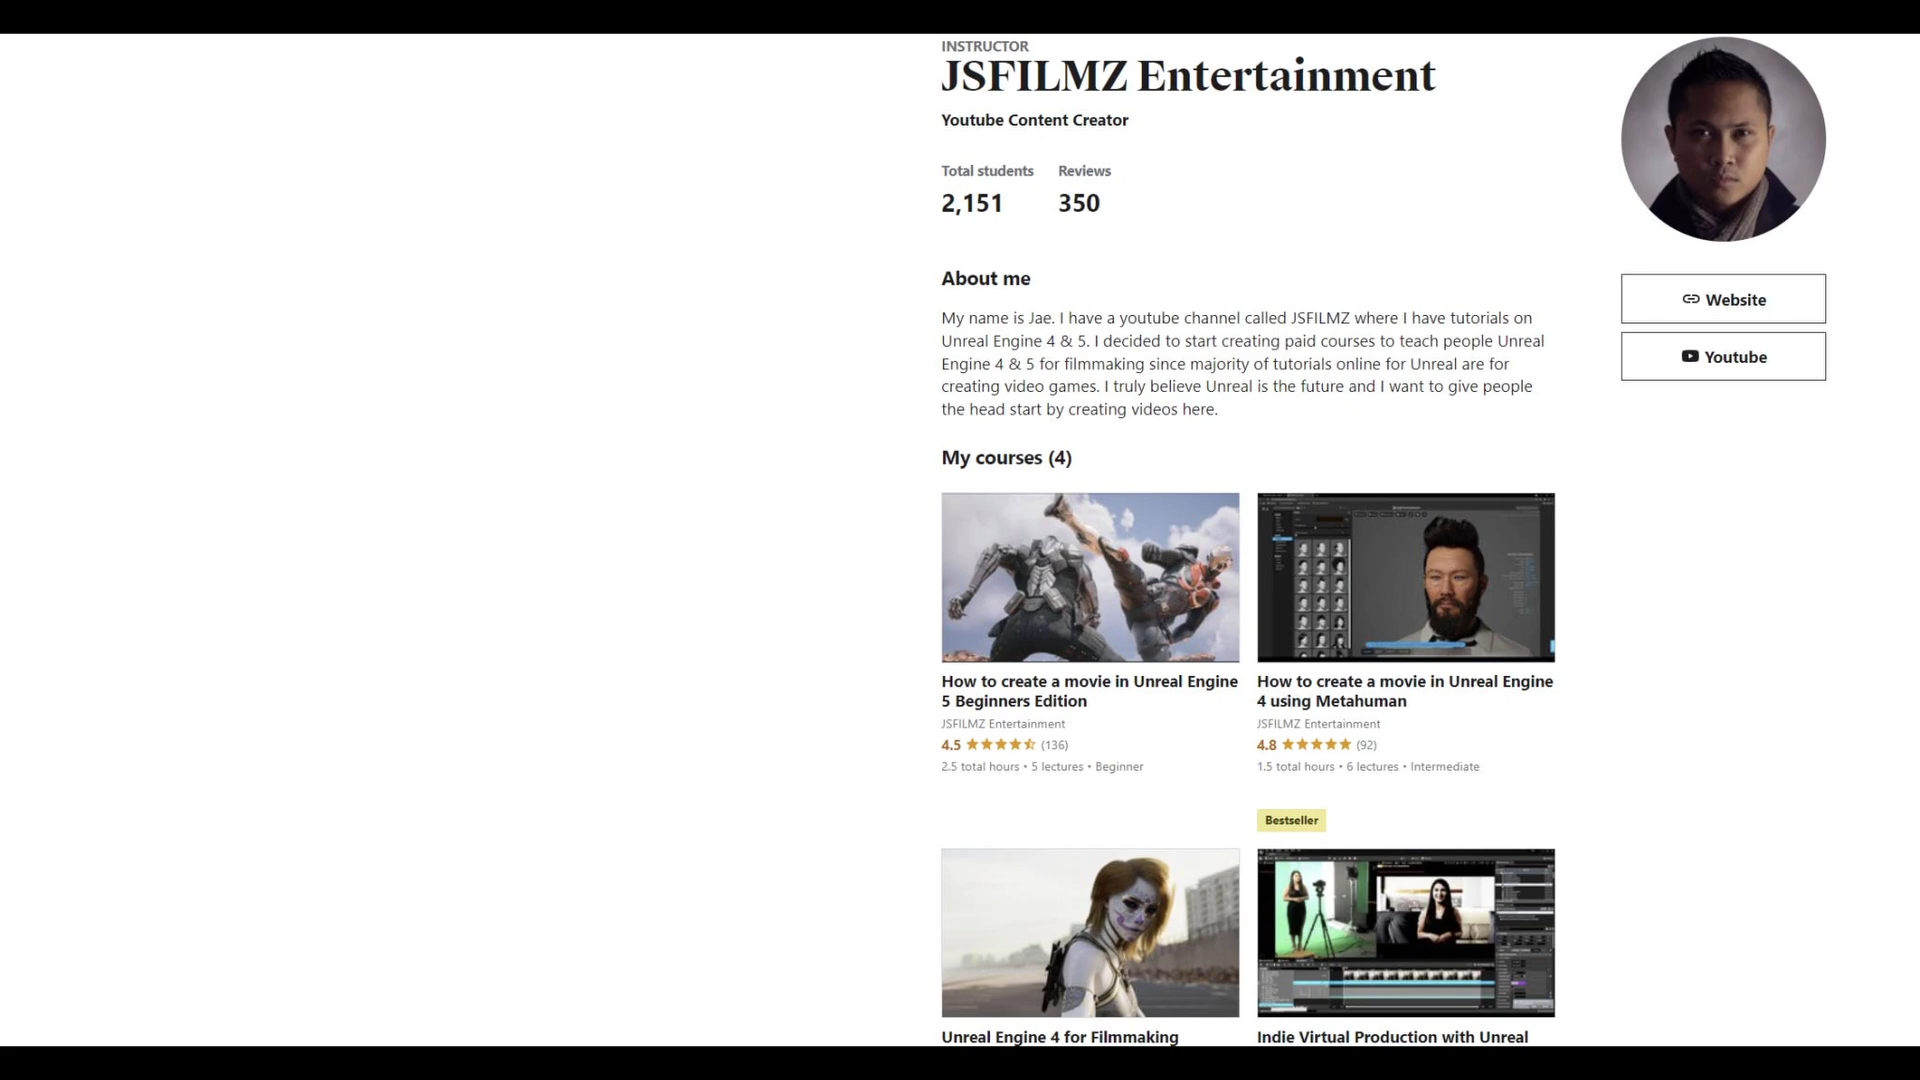 INSTRUCTOR
JSFILMZ Entertainment
Youtube Content Creator
Total students
Reviews
2,151
350
Website
Youtube
About me
My name is Jae. I have a youtube channel called JSFILMZ where I have tutorials on
Unreal Engine 4 & 5. I decided to start creating paid courses to teach people Unreal
Engine 4 & 5 for filmmaking since majority of tutorials online for Unreal are for
creating video games. I truly believe Unreal is the future and I want to give people
the head start by creating videos here.
My courses (4)
How to create a movie in Unreal Engine
5 Beginners Edition
JSFILMZ Entertainment
4.5 (136)
2.5 total hours • 5 lectures • Beginner
How to create a movie in Unreal Engine
4 using Metahuman
JSFILMZ Entertainment
4.8 (92)
1.5 total hours • 6 lectures • Intermediate
Bestseller
Unreal Engine 4 for Filmmaking
Indie Virtual Production with Unreal